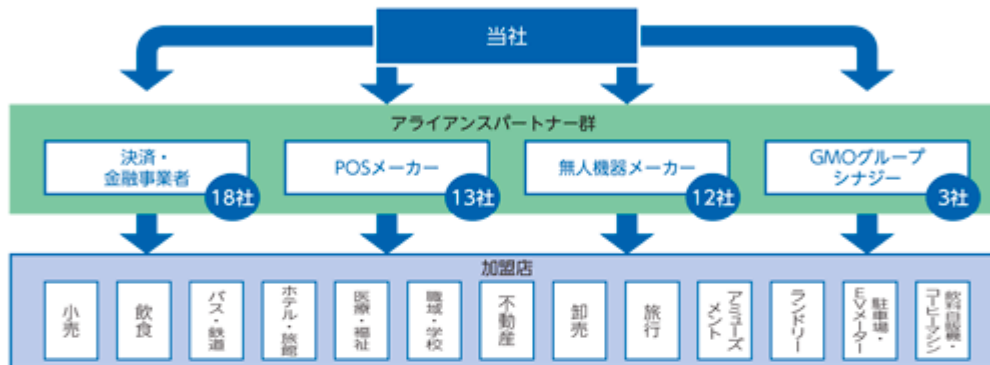 当社
アライアンスパートナー群
決済・
金融事業者
18社
POSメーカー
13社
無人機器メーカー
12社
GMOグループ
シナジー
3社
加盟店
小売
飲食
バス・鉄道
ホテル・旅館
医療・福祉
職域・学校
不動産
卸売
旅行
アミューズ
メント
ランドリー
駐車場・
EVメーター
飲料自販機・
コーヒーマシン